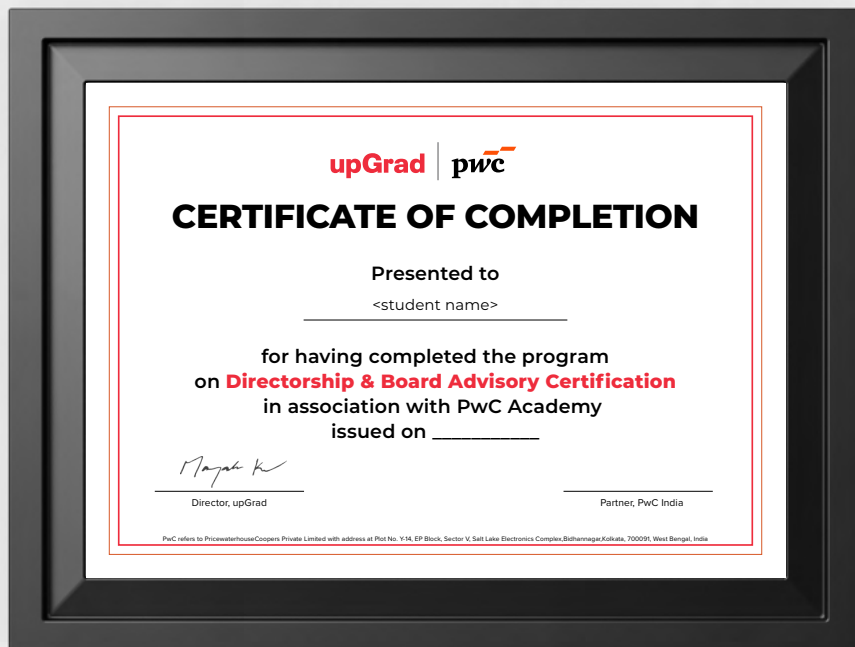 upGrad | pwc
CERTIFICATE OF COMPLETION
Presented to
<student name>
for having completed the program
on Directorship & Board Advisory Certification
in association with PwC Academy
issued on ___________
Director, upGrad
Partner, PwC India
PwC refers to PricewaterhouseCoopers Private Limited with address at Plot No. Y-14, EP Block, Sector V, Salt Lake Electronics Complex,Bidhannagar,Kolkata, 700091, West Bengal, India